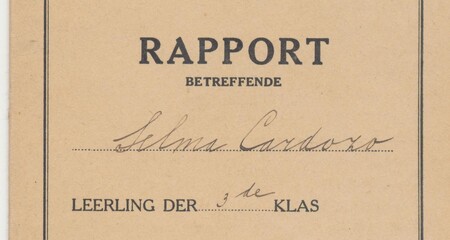 RAPPORT
BETREFFENDE
Selma Cardozo
LEERLING DER 3de KLAS